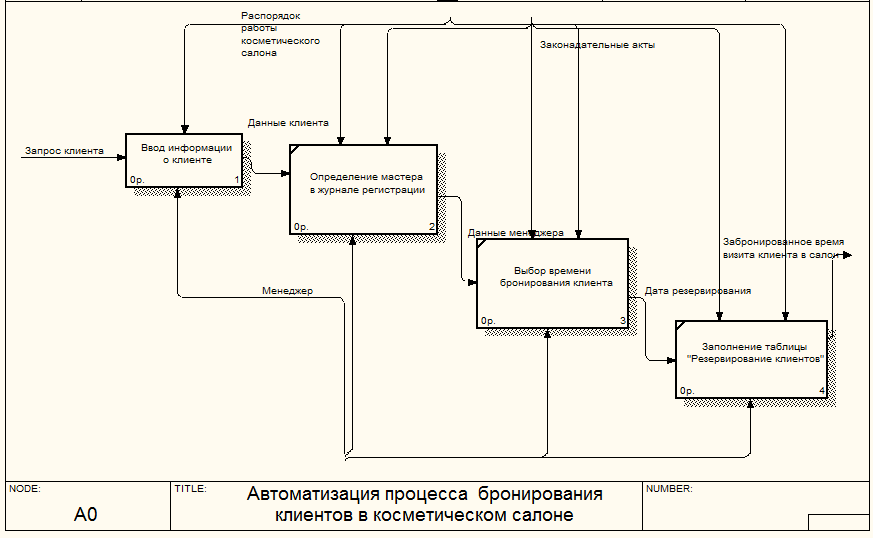 Распорядок
работы
косметического
салона
Законадательные акты
Данные клиента
Запрос клиента
Ввод информации
о клиенте
0р.
1
Определение мастера
в журнале регистрации
0р.
2
Данные менеджера
Забронированное время
визита клиента в салон
Выбор времени
бронирования клиента
0р.
3
Менеджер
Дата резервирования
Заполнение таблицы
"Резервирование клиентов"
0р.
4
NODE:
A0
TITLE:
Автоматизация процесса бронирования
клиентов в косметическом салоне
NUMBER: